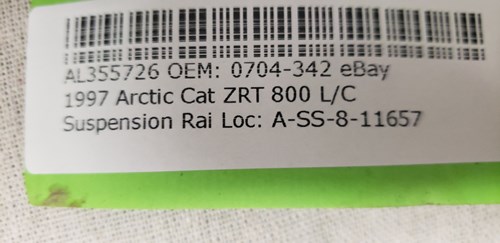 AL355726 OEM: 0704-342 eBay
1997 Arctic Cat ZRT 800 L/C
Suspension Rai Loc: A-SS-8-11657